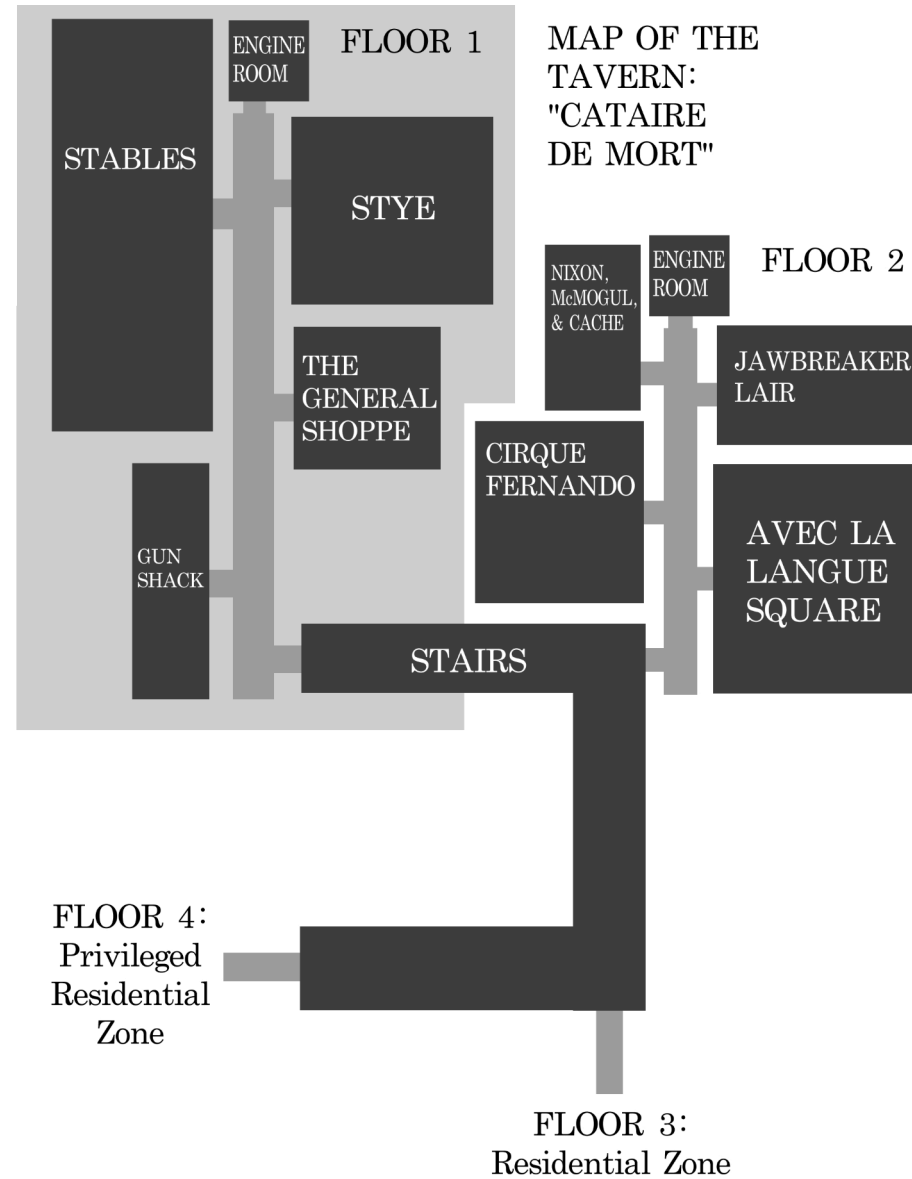 FLOOR 1
ENGINE
ROOM
STABLES
STYE
THE
GENERAL
SHOPPE
GUN
SHACK
STAIRS
MAP OF THE
TAVERN:
"CATAIRE
DE MORT"
FLOOR 2
NIXON,
McMOGUL,
& CACHE
ENGINE
ROOM
JAWBREAKER
LAIR
CIRQUE
FERNANDO
AVEC LA
LANGUE
SQUARE
FLOOR 4:
Privileged
Residential
Zone
FLOOR 3:
Residential Zone